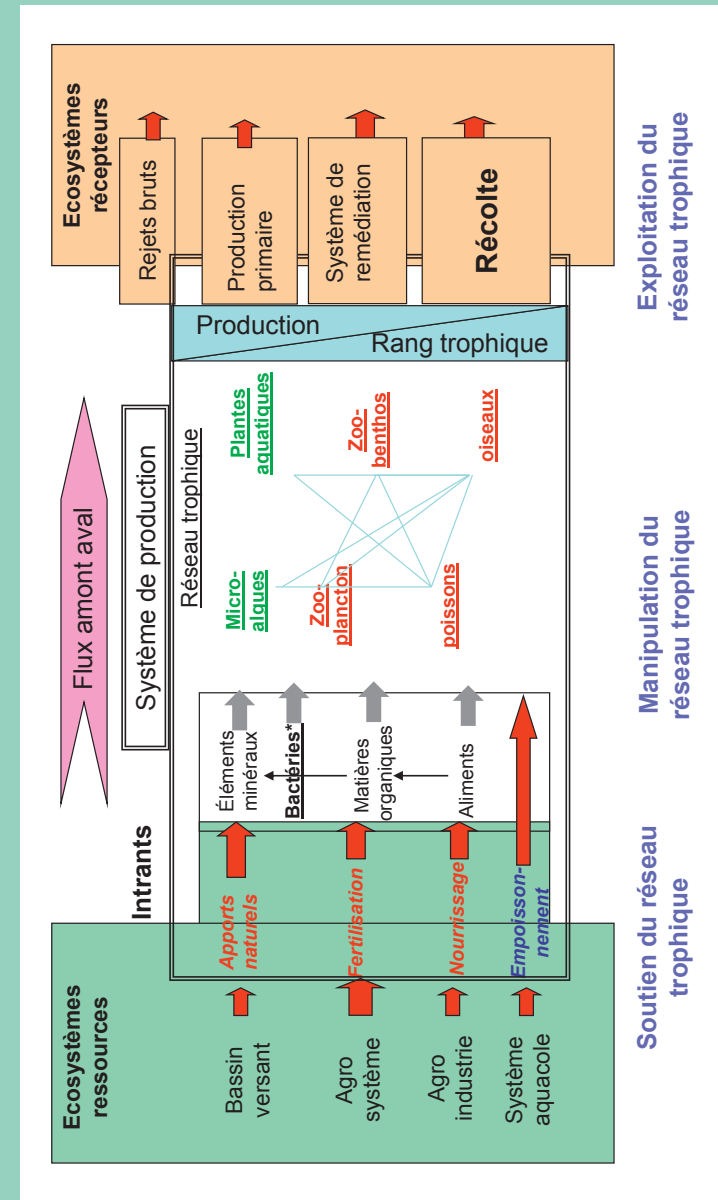 Flux amont aval
Ecosystèmes
ressources
Intrants
Système de production
Ecosystèmes
récepteurs
Bassin
versant
Agro
système
Agro
industrie
Système
aquacole
Apports
naturels
Fertilisation
Nourrissage
Empoisson-
nement
Éléments
minéraux
Bactéries*
Matières
organiques
Aliments
Réseau trophique
Micro-
alques
Plantes
aquatiques
Zoo-
plancton
Zoo-
benthos
poissons
oiseaux
Production
Rang trophique
Rejets bruts
Production
primaire
Système de
remédiation
Récolte
Soutien du réseau
trophique
Manipulation du
réseau trophique
Exploitation du
réseau trophique